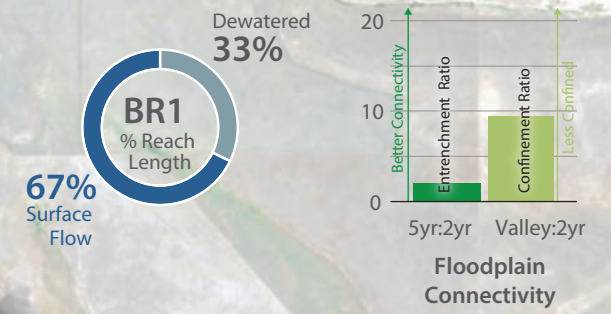 Dewatered
33%
BR1
% Reach
Length
67%
Surface
Flow
20
10
0
Better Connectivity
Entrenchment Ratio
Confinement Ratio
Less Confined
5yr:2yr
Valley:2yr
Floodplain
Connectivity